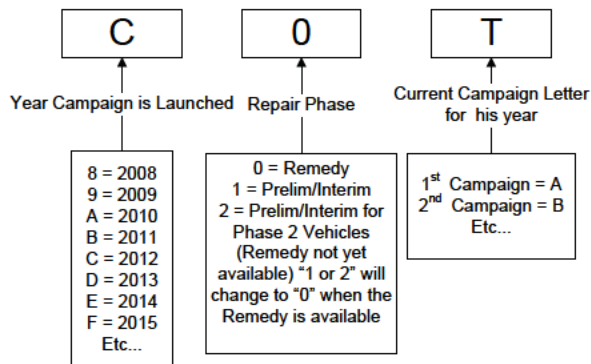 C
0
T
Year Campaign is Launched
Repair Phase
Current Campaign Letter
for his year
8 = 2008
9 = 2009
A = 2010
B = 2011
C = 2012
D = 2013
E = 2014
F = 2015
Etc...
0 = Remedy
1 = Prelim/Interim
2 = Prelim/Interim for
Phase 2 Vehicles
(Remedy not yet
available) “1 or 2” will
change to “0” when the
Remedy is available
1st Campaign = A
2nd Campaign = B
Etc...